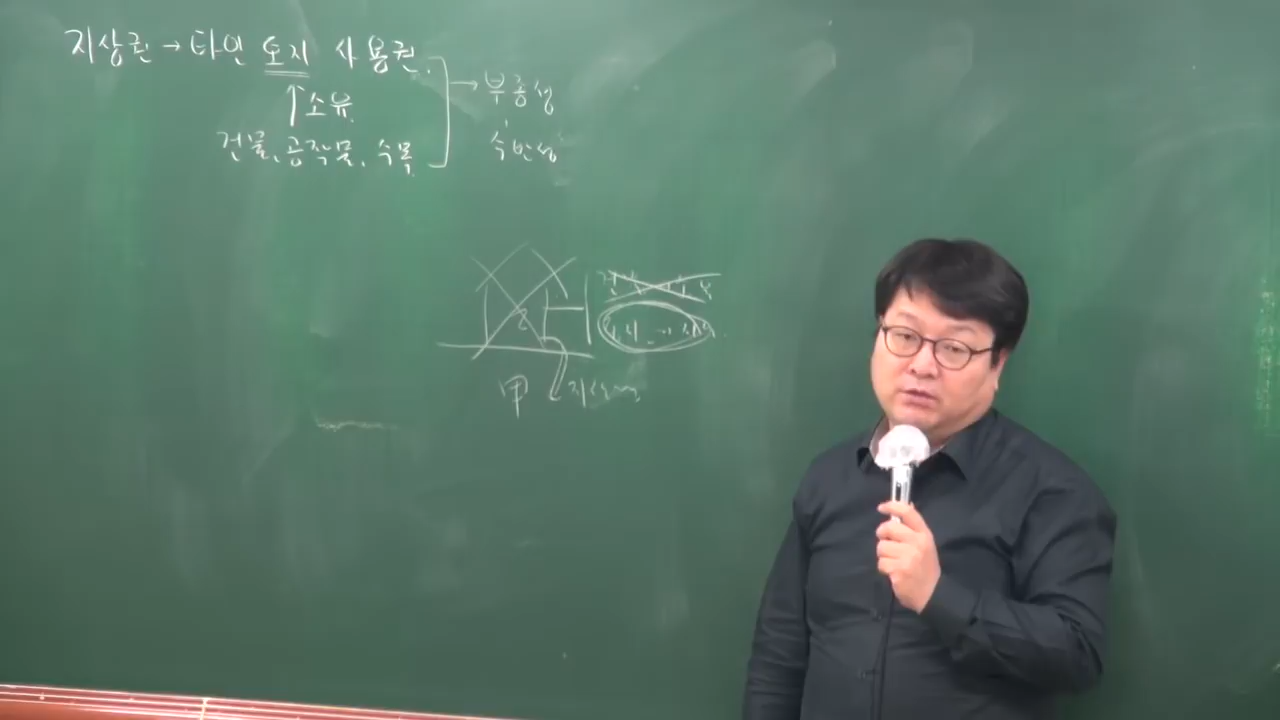 지상권 → 타인 토지 사용권.
↑소유
건물, 공작물, 수목
→ 부종성
수반성
乙
甲